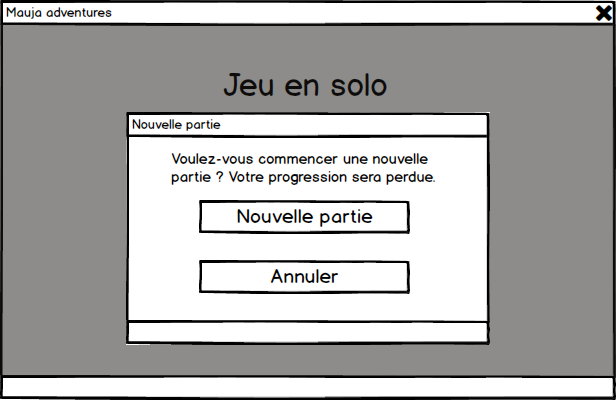 Mauja adventures
Jeu en solo
Nouvelle partie
Voulez-vous commencer une nouvelle
partie ? Votre progression sera perdue.
Nouvelle partie
Annuler